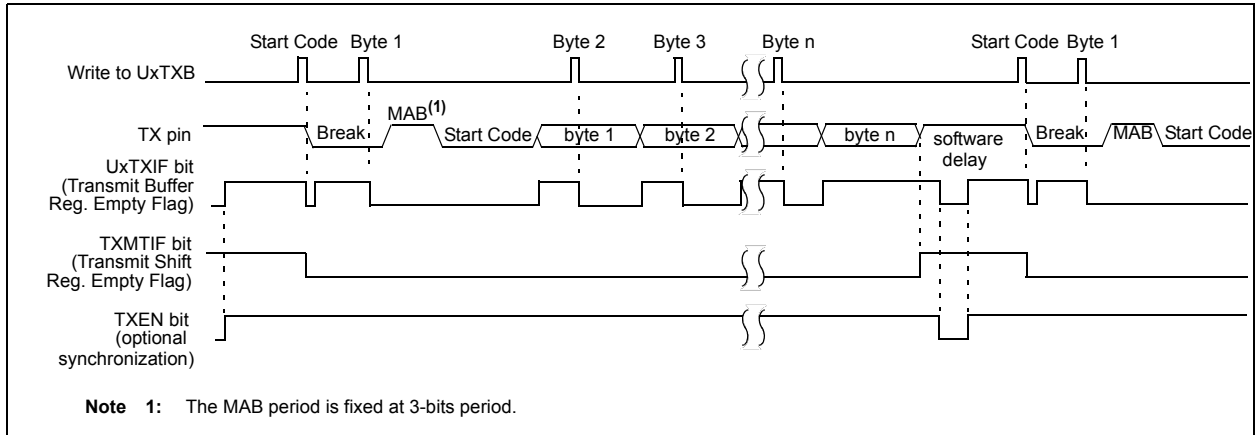 Start Code Byte 1 Byte 2 Byte 3 Byte n Start Code Byte 1
Write to UxTXB
MAB(1)
TX pin Break Start Code byte 1 byte 2 byte n software delay Break MAB Start Code
UxTXIF bit
(Transmit Buffer
Reg. Empty Flag)
TXMTIF bit
(Transmit Shift
Reg. Empty Flag)
TXEN bit
(optional
synchronization)
Note 1: The MAB period is fixed at 3-bits period.